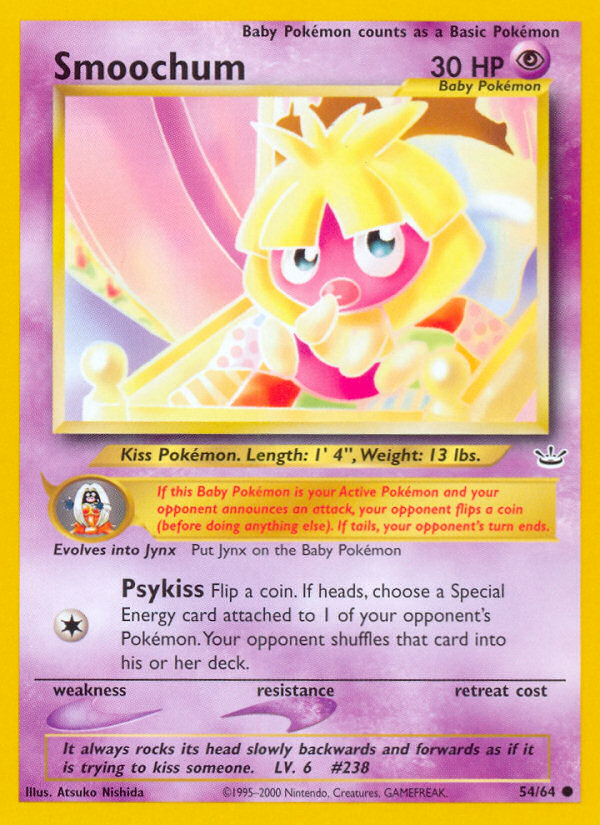 Baby Pokémon counts as a Basic Pokémon
Smoochum
30 HP
Baby Pokémon
Kiss Pokémon. Length: 1' 4", Weight: 13 lbs.
If this Baby Pokémon is your Active Pokémon and your
opponent announces an attack, your opponent flips a coin
(before doing anything else). If tails, your opponent's turn ends.
Evolves into Jynx Put Jynx on the Baby Pokémon
Psykiss Flip a coin. If heads, choose a Special
Energy card attached to 1 of your opponent's
Pokémon. Your opponent shuffles that card into
his or her deck.
weakness resistance retreat cost
It always rocks its head slowly backwards and forwards as if it
is trying to kiss someone. LV. 6 #238
Illus. Atsuko Nishida ©1995–2000 Nintendo, Creatures, GAMEFREAK. 54/64